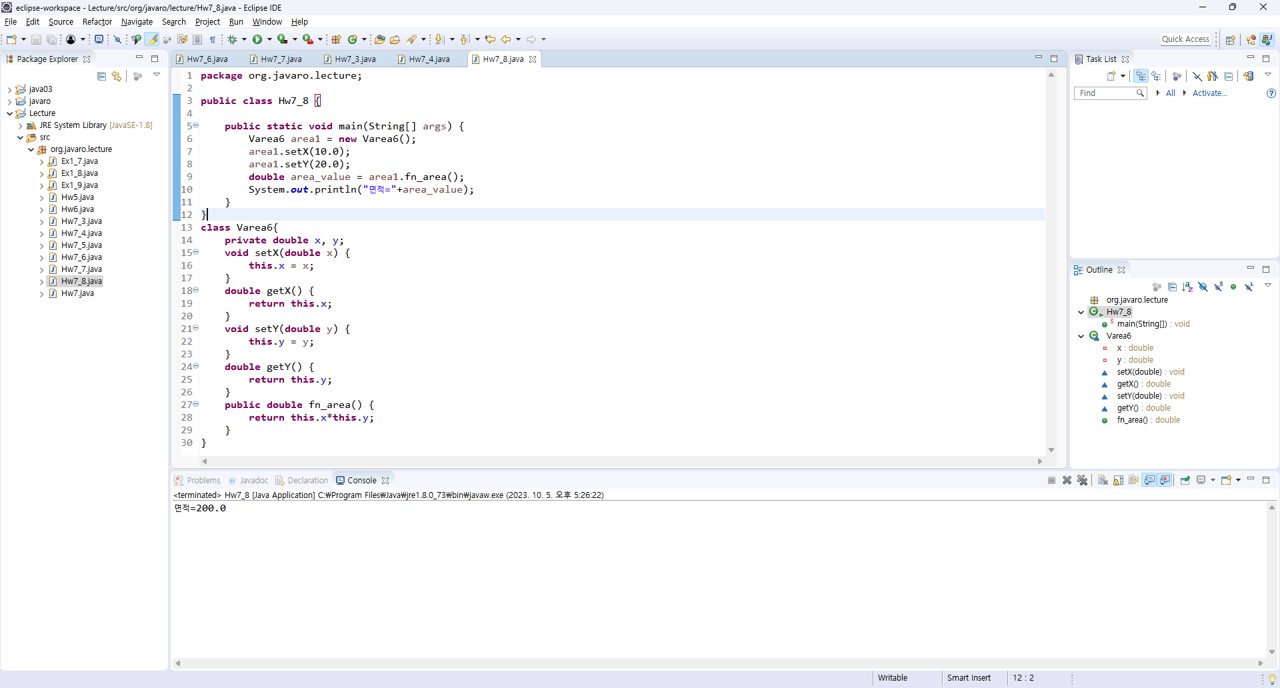 eclipse-workspace - Lecture/src/org/javaro/lecture/Hw7_8.java - Eclipse IDE
File Edit Source Refactor Navigate Search Project Run Window Help
Quick Access
Package Explorer
java03
javaro
Lecture
JRE System Library [JavaSE-1.8]
src
org.javaro.lecture
Ex1_7.java
Ex1_8.java
Ex1_9.java
Hw5.java
Hw6.java
Hw7_3.java
Hw7_4.java
Hw7_5.java
Hw7_6.java
Hw7_7.java
Hw7_8.java
Hw7.java
Hw7_6.java Hw7_7.java Hw7_3.java Hw7_4.java Hw7_8.java
1 package org.javaro.lecture;
2
3 public class Hw7_8 {
4
5 public static void main(String[] args) {
6 Varea6 area1 = new Varea6();
7 area1.setX(10.0);
8 area1.setY(20.0);
9 double area_value = area1.fn_area();
10 System.out.println("면적="+area_value);
11 }
12 }
13 class Varea6{
14 private double x, y;
15 void setX(double x) {
16 this.x = x;
17 }
18 double getX() {
19 return this.x;
20 }
21 void setY(double y) {
22 this.y = y;
23 }
24 double getY() {
25 return this.y;
26 }
27 public double fn_area() {
28 return this.x*this.y;
29 }
30 }
Task List
Find All Activate...
Outline
org.javaro.lecture
Hw7_8
main(String[]) : void
Varea6
x : double
y : double
setX(double) : void
getX() : double
setY(double) : void
getY() : double
fn_area() : double
Problems Javadoc Declaration Console
<terminated> Hw7_8 [Java Application] C:₩Program Files₩Java₩jre1.8.0_73₩bin₩javaw.exe (2023. 10. 5. 오후 5:26:22)
면적=200.0
Writable Smart Insert 12 : 2